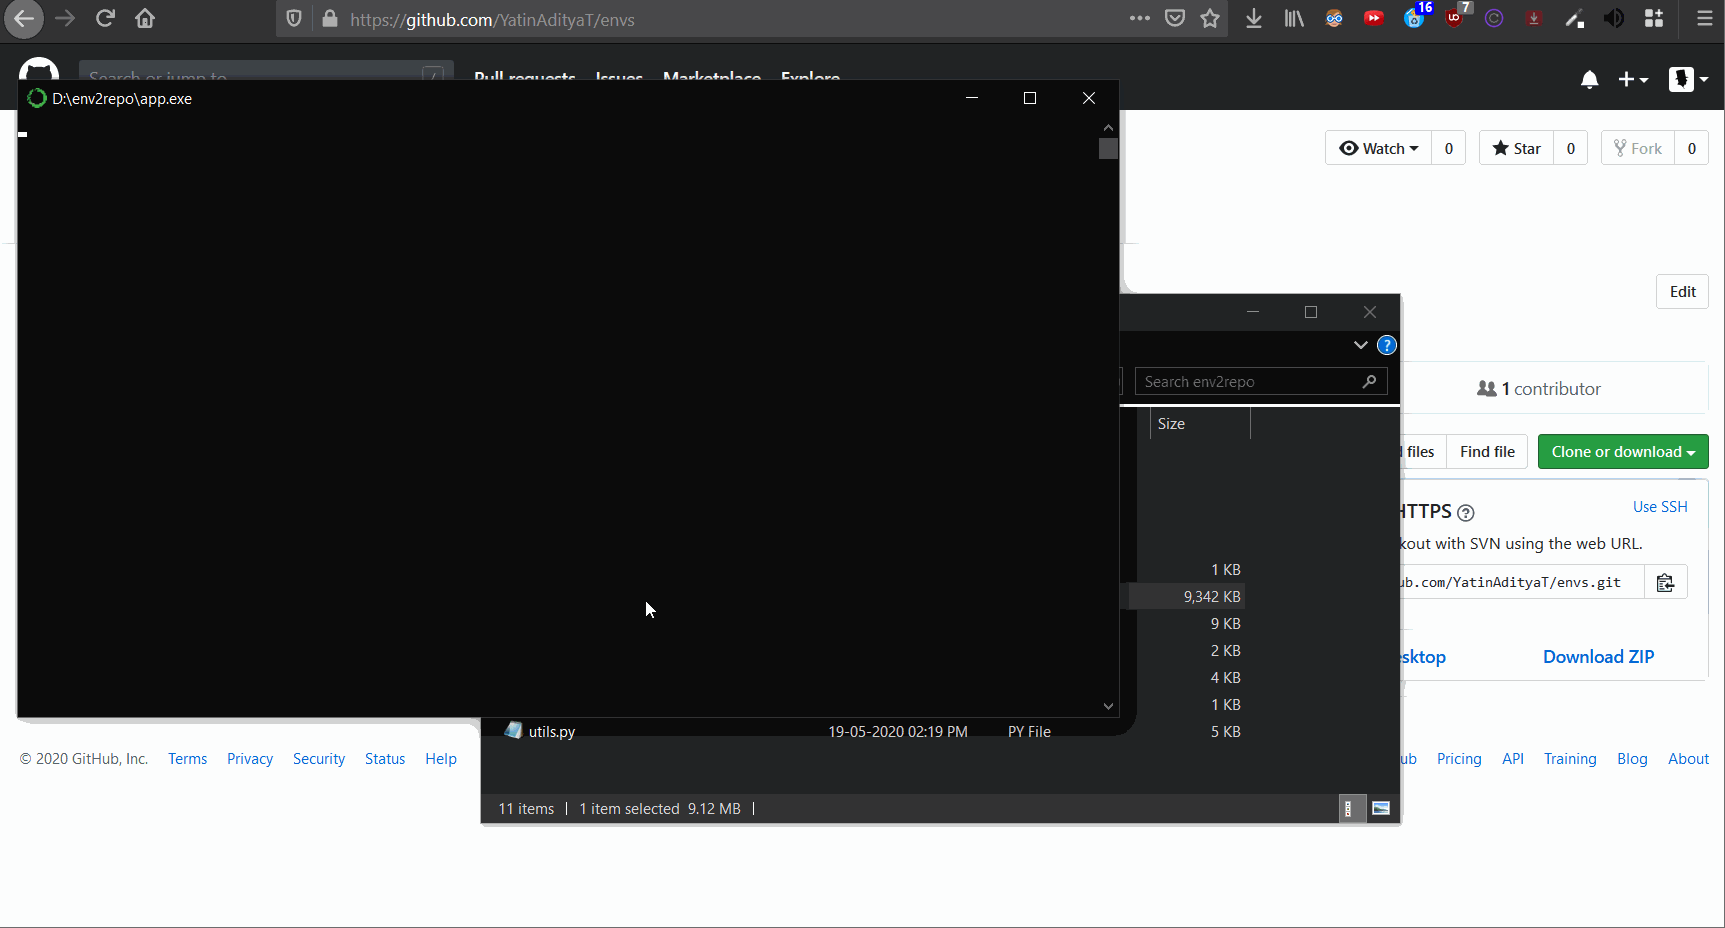 https://github.com/YatinAdityaT/envs
16
7
Search or jump to
/
Pull requests Issues Marketplace Explore
D:\env2repo\app.exe
Watch 0
Star 0
Fork 0
Edit
?
Search env2repo
1 contributor
Size
files
Find file
Clone or download
HTTPS ?
Use SSH
kout with SVN using the web URL.
ub.com/YatinAdityaT/envs.git
1 KB
9,342 KB
9 KB
2 KB
4 KB
1 KB
esktop
Download ZIP
utils.py 19-05-2020 02:19 PM PY File 5 KB
© 2020 GitHub, Inc. Terms Privacy Security Status Help
ub Pricing API Training Blog About
11 items | 1 item selected 9.12 MB |